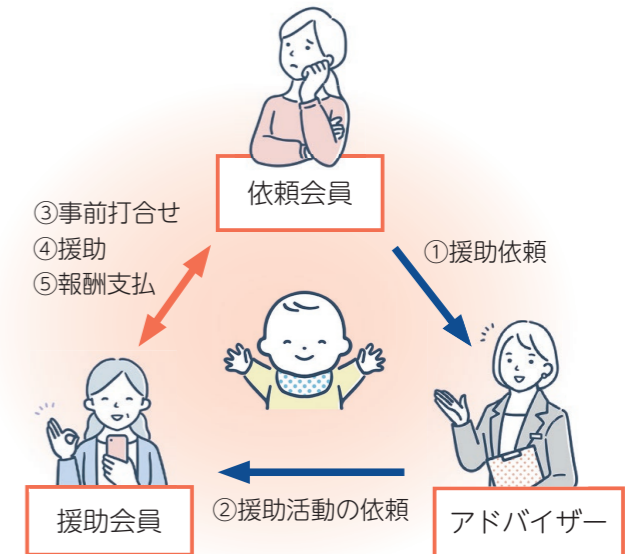 依頼会員
③事前打合せ
④援助
⑤報酬支払
①援助依頼
②援助活動の依頼
援助会員
アドバイザー